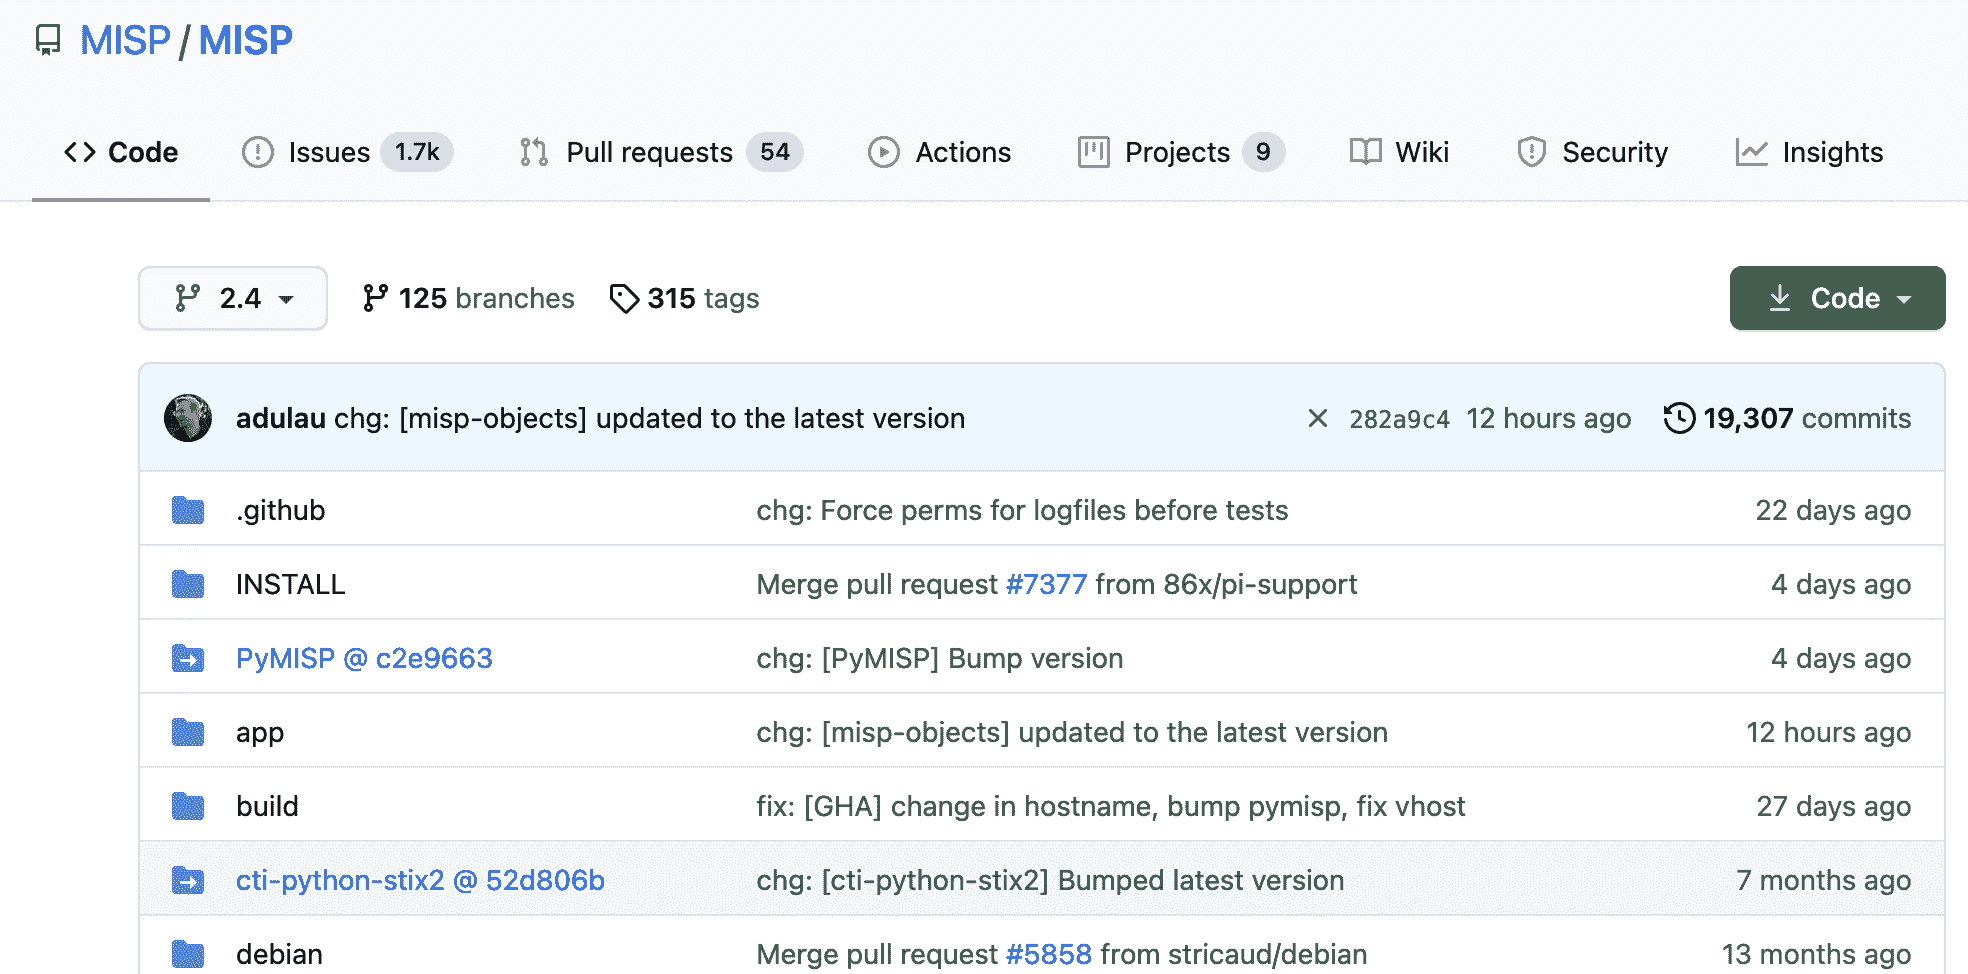 MISP / MISP
Code Issues 1.7k Pull requests 54 Actions Projects 9 Wiki Security Insights
2.4 125 branches 315 tags Code
adulau chg: [misp-objects] updated to the latest version 282a9c4 12 hours ago 19,307 commits
.github chg: Force perms for logfiles before tests 22 days ago
INSTALL Merge pull request #7377 from 86x/pi-support 4 days ago
PyMISP @ c2e9663 chg: [PyMISP] Bump version 4 days ago
app chg: [misp-objects] updated to the latest version 12 hours ago
build fix: [GHA] change in hostname, bump pymisp, fix vhost 27 days ago
cti-python-stix2 @ 52d806b chg: [cti-python-stix2] Bumped latest version 7 months ago
debian Merge pull request #5858 from stricaud/debian 13 months ago